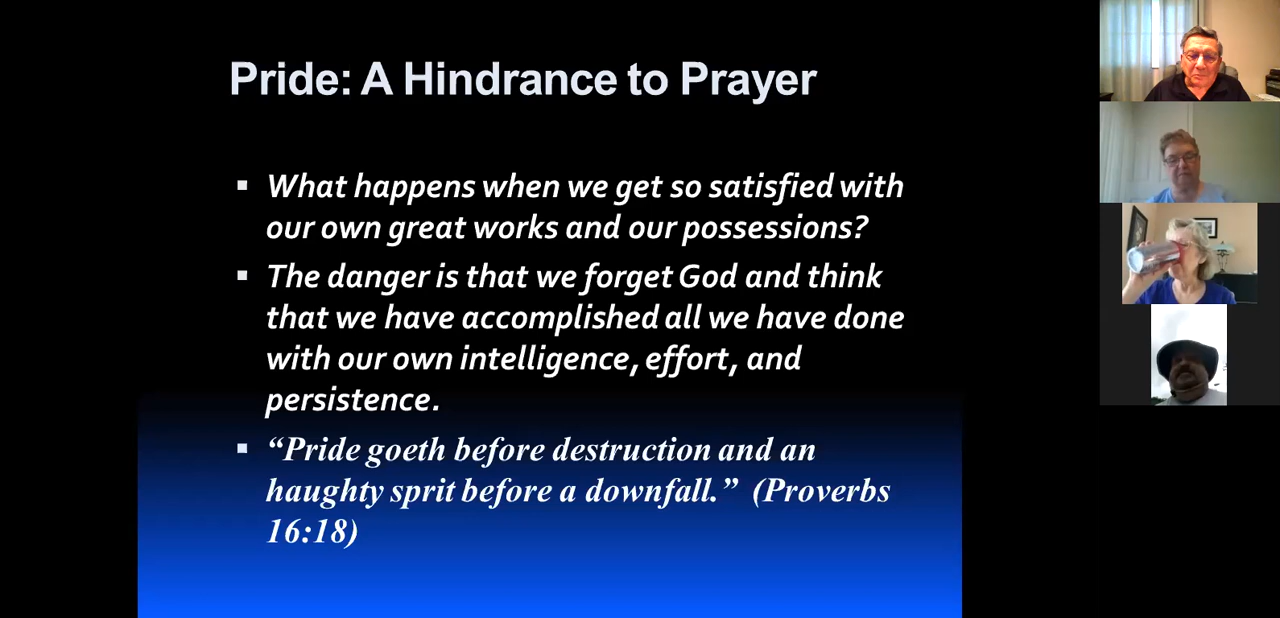 Pride: A Hindrance to Prayer
▪ What happens when we get so satisfied with
our own great works and our possessions?
▪ The danger is that we forget God and think
that we have accomplished all we have done
with our own intelligence, effort, and
persistence.
▪ “Pride goeth before destruction and an
haughty sprit before a downfall.” (Proverbs
16:18)